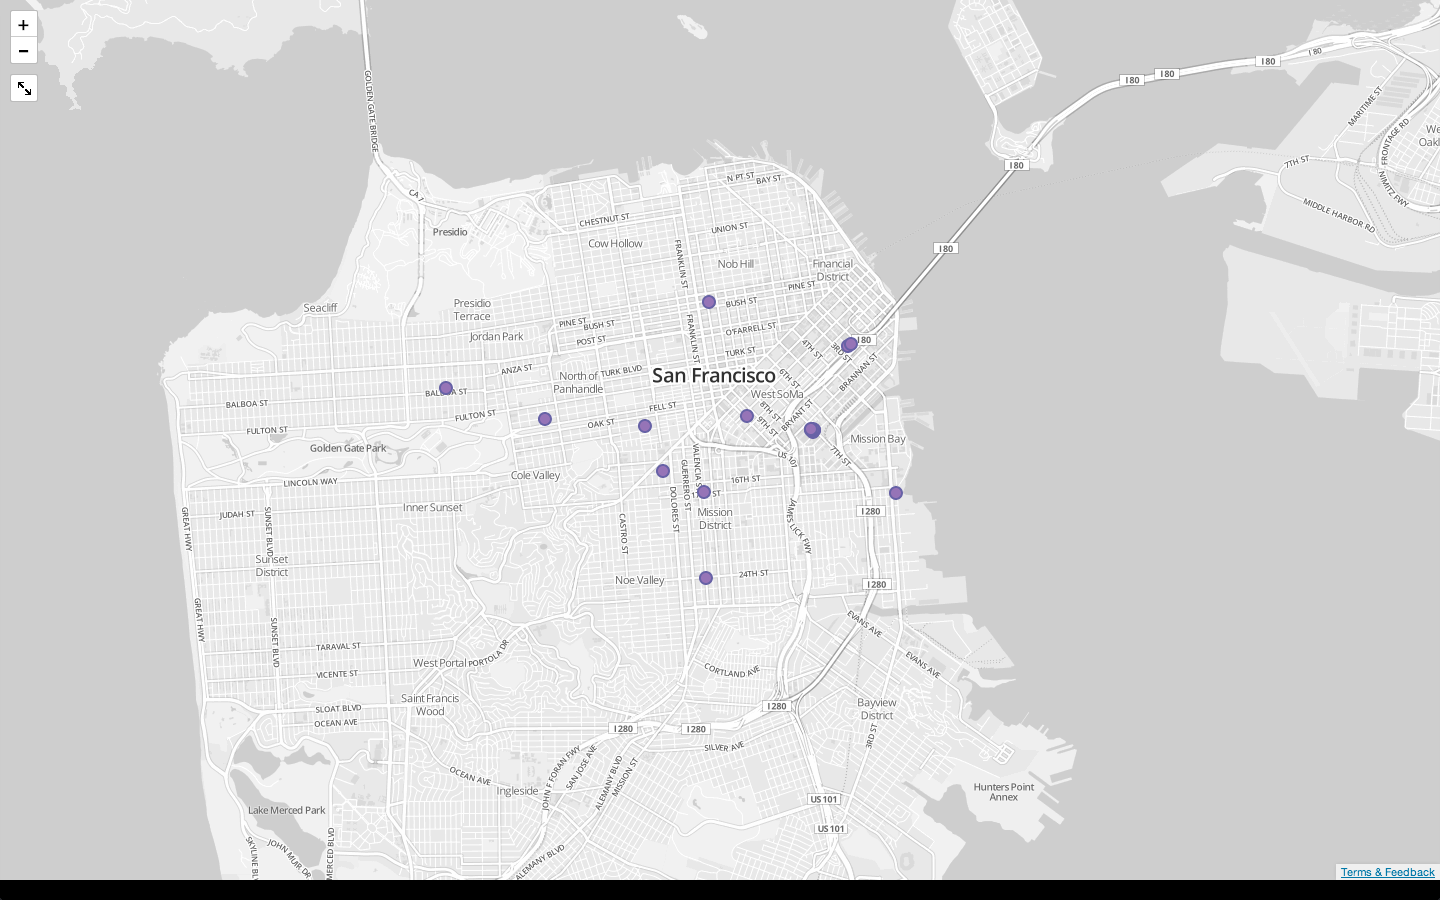 +
−
GOLDEN GATE BRIDGE
CA 1
Presidio
CHESTNUT ST
Cow Hollow
N PT ST
BAY ST
UNION ST
FRANKLIN ST
Nob Hill
Financial
District
I 80
I 80
I 80
I 80
I 80
I 80
MARITIME ST
FRONTAGE RD
7TH ST
NIMITZ FWY
MIDDLE HARBOR RD
We
Oakl
Seacliff
Presidio
Terrace
Jordan Park
PINE ST
BUSH ST
POST ST
BUSH ST
PINE ST
O'FARRELL ST
TURK ST
FRANKLIN ST
4TH ST
3RD ST
I 80
BRANNAN ST
6TH ST
San Francisco
ANZA ST
North of
Panhandle
TURK BLVD
West SoMa
8TH ST
9TH ST
BRYANT ST
BALBOA ST
BALBOA ST
FULTON ST
FULTON ST
OAK ST
FELL ST
Golden Gate Park
Mission Bay
7TH ST
US 101
Cole Valley
LINCOLN WAY
VALENCIA ST
GUERRERO ST
DOLORES ST
16TH ST
17TH ST
Inner Sunset
JUDAH ST
GREAT HWY
SUNSET BLVD
Mission
District
JAMES LICK FWY
I 280
CASTRO ST
Sunset
District
Noe Valley
24TH ST
I 280
GREAT HWY
SUNSET BLVD
EVANS AVE
EVANS AVE
TARAVAL ST
West Portal
PORTOLA DR
VICENTE ST
CORTLAND AVE
Saint Francis
Wood
SLOAT BLVD
OCEAN AVE
I 280
I 280
I 280
Bayview
District
3RD ST
SILVER AVE
OCEAN AVE
Ingleside
JOHN F FORAN FWY
SAN JOSE AVE
ALEMANY BLVD
MISSION ST
US 101
Hunters Point
Annex
Lake Merced Park
US 101
SKYLINE BLV
JOHN MUIR DR
MERCED BLVD
ALEMANY BLVD
Terms & Feedback